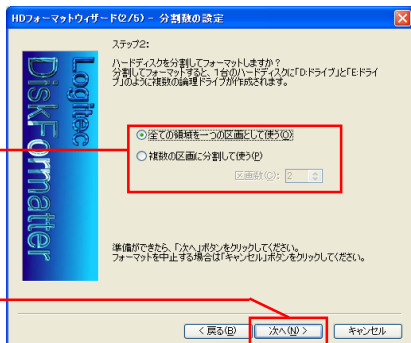 HDフォーマットウィザード(2/5) - 分割数の設定
ステップ2:
ハードディスクを分割してフォーマットしますか?
分割してフォーマットすると、1台のハードディスクに「D:ドライブ」と「E:ドライ
ブ」のように複数の論理ドライブが作成されます。
Logitec
DiskFormatter
全ての領域を一つの区画として使う(O)
複数の区画に分割して使う(P)
区画数(C): 2
準備ができたら、「次へ」ボタンをクリックしてください。
フォーマットを中止する場合は「キャンセル」ボタンをクリックしてください。
< 戻る(B)
次へ(N) >
キャンセル